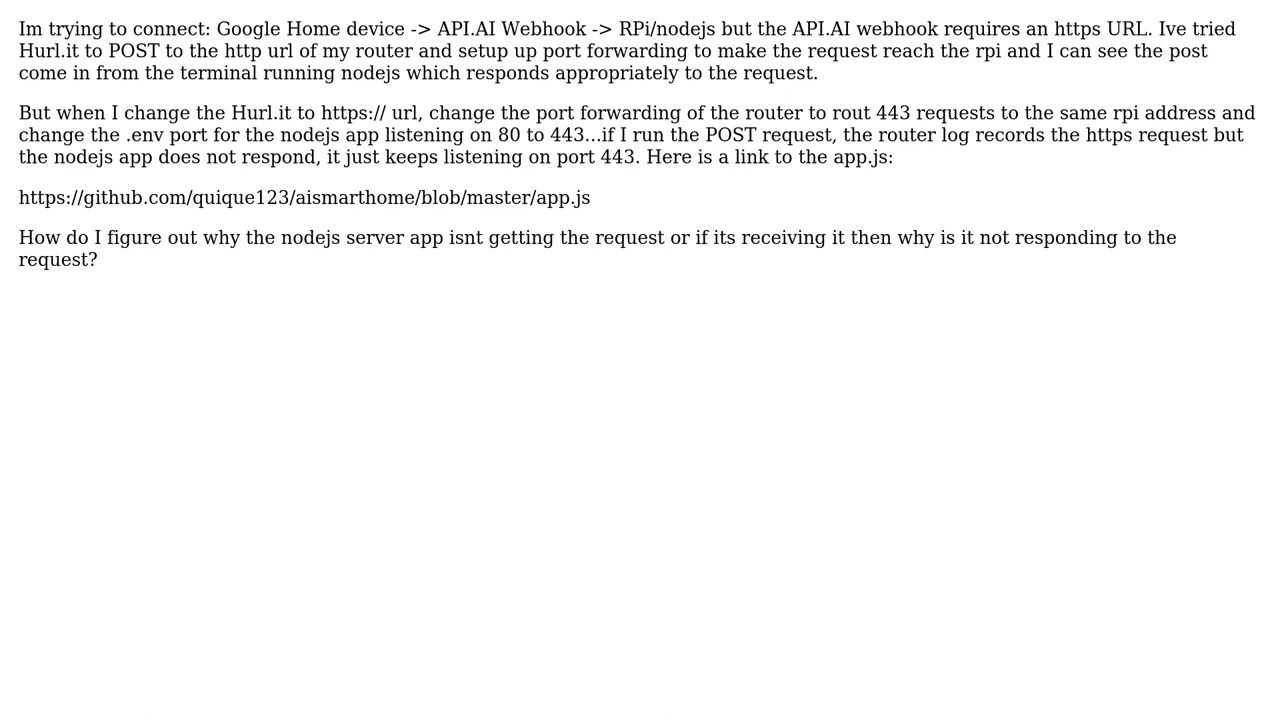 Im trying to connect: Google Home device -> API.AI Webhook -> RPi/nodejs but the API.AI webhook requires an https URL. Ive tried
Hurl.it to POST to the http url of my router and setup up port forwarding to make the request reach the rpi and I can see the post
come in from the terminal running nodejs which responds appropriately to the request.
But when I change the Hurl.it to https:// url, change the port forwarding of the router to rout 443 requests to the same rpi address and
change the .env port for the nodejs app listening on 80 to 443...if I run the POST request, the router log records the https request but
the nodejs app does not respond, it just keeps listening on port 443. Here is a link to the app.js:
https://github.com/quique123/aismarthome/blob/master/app.js
How do I figure out why the nodejs server app isnt getting the request or if its receiving it then why is it not responding to the
request?